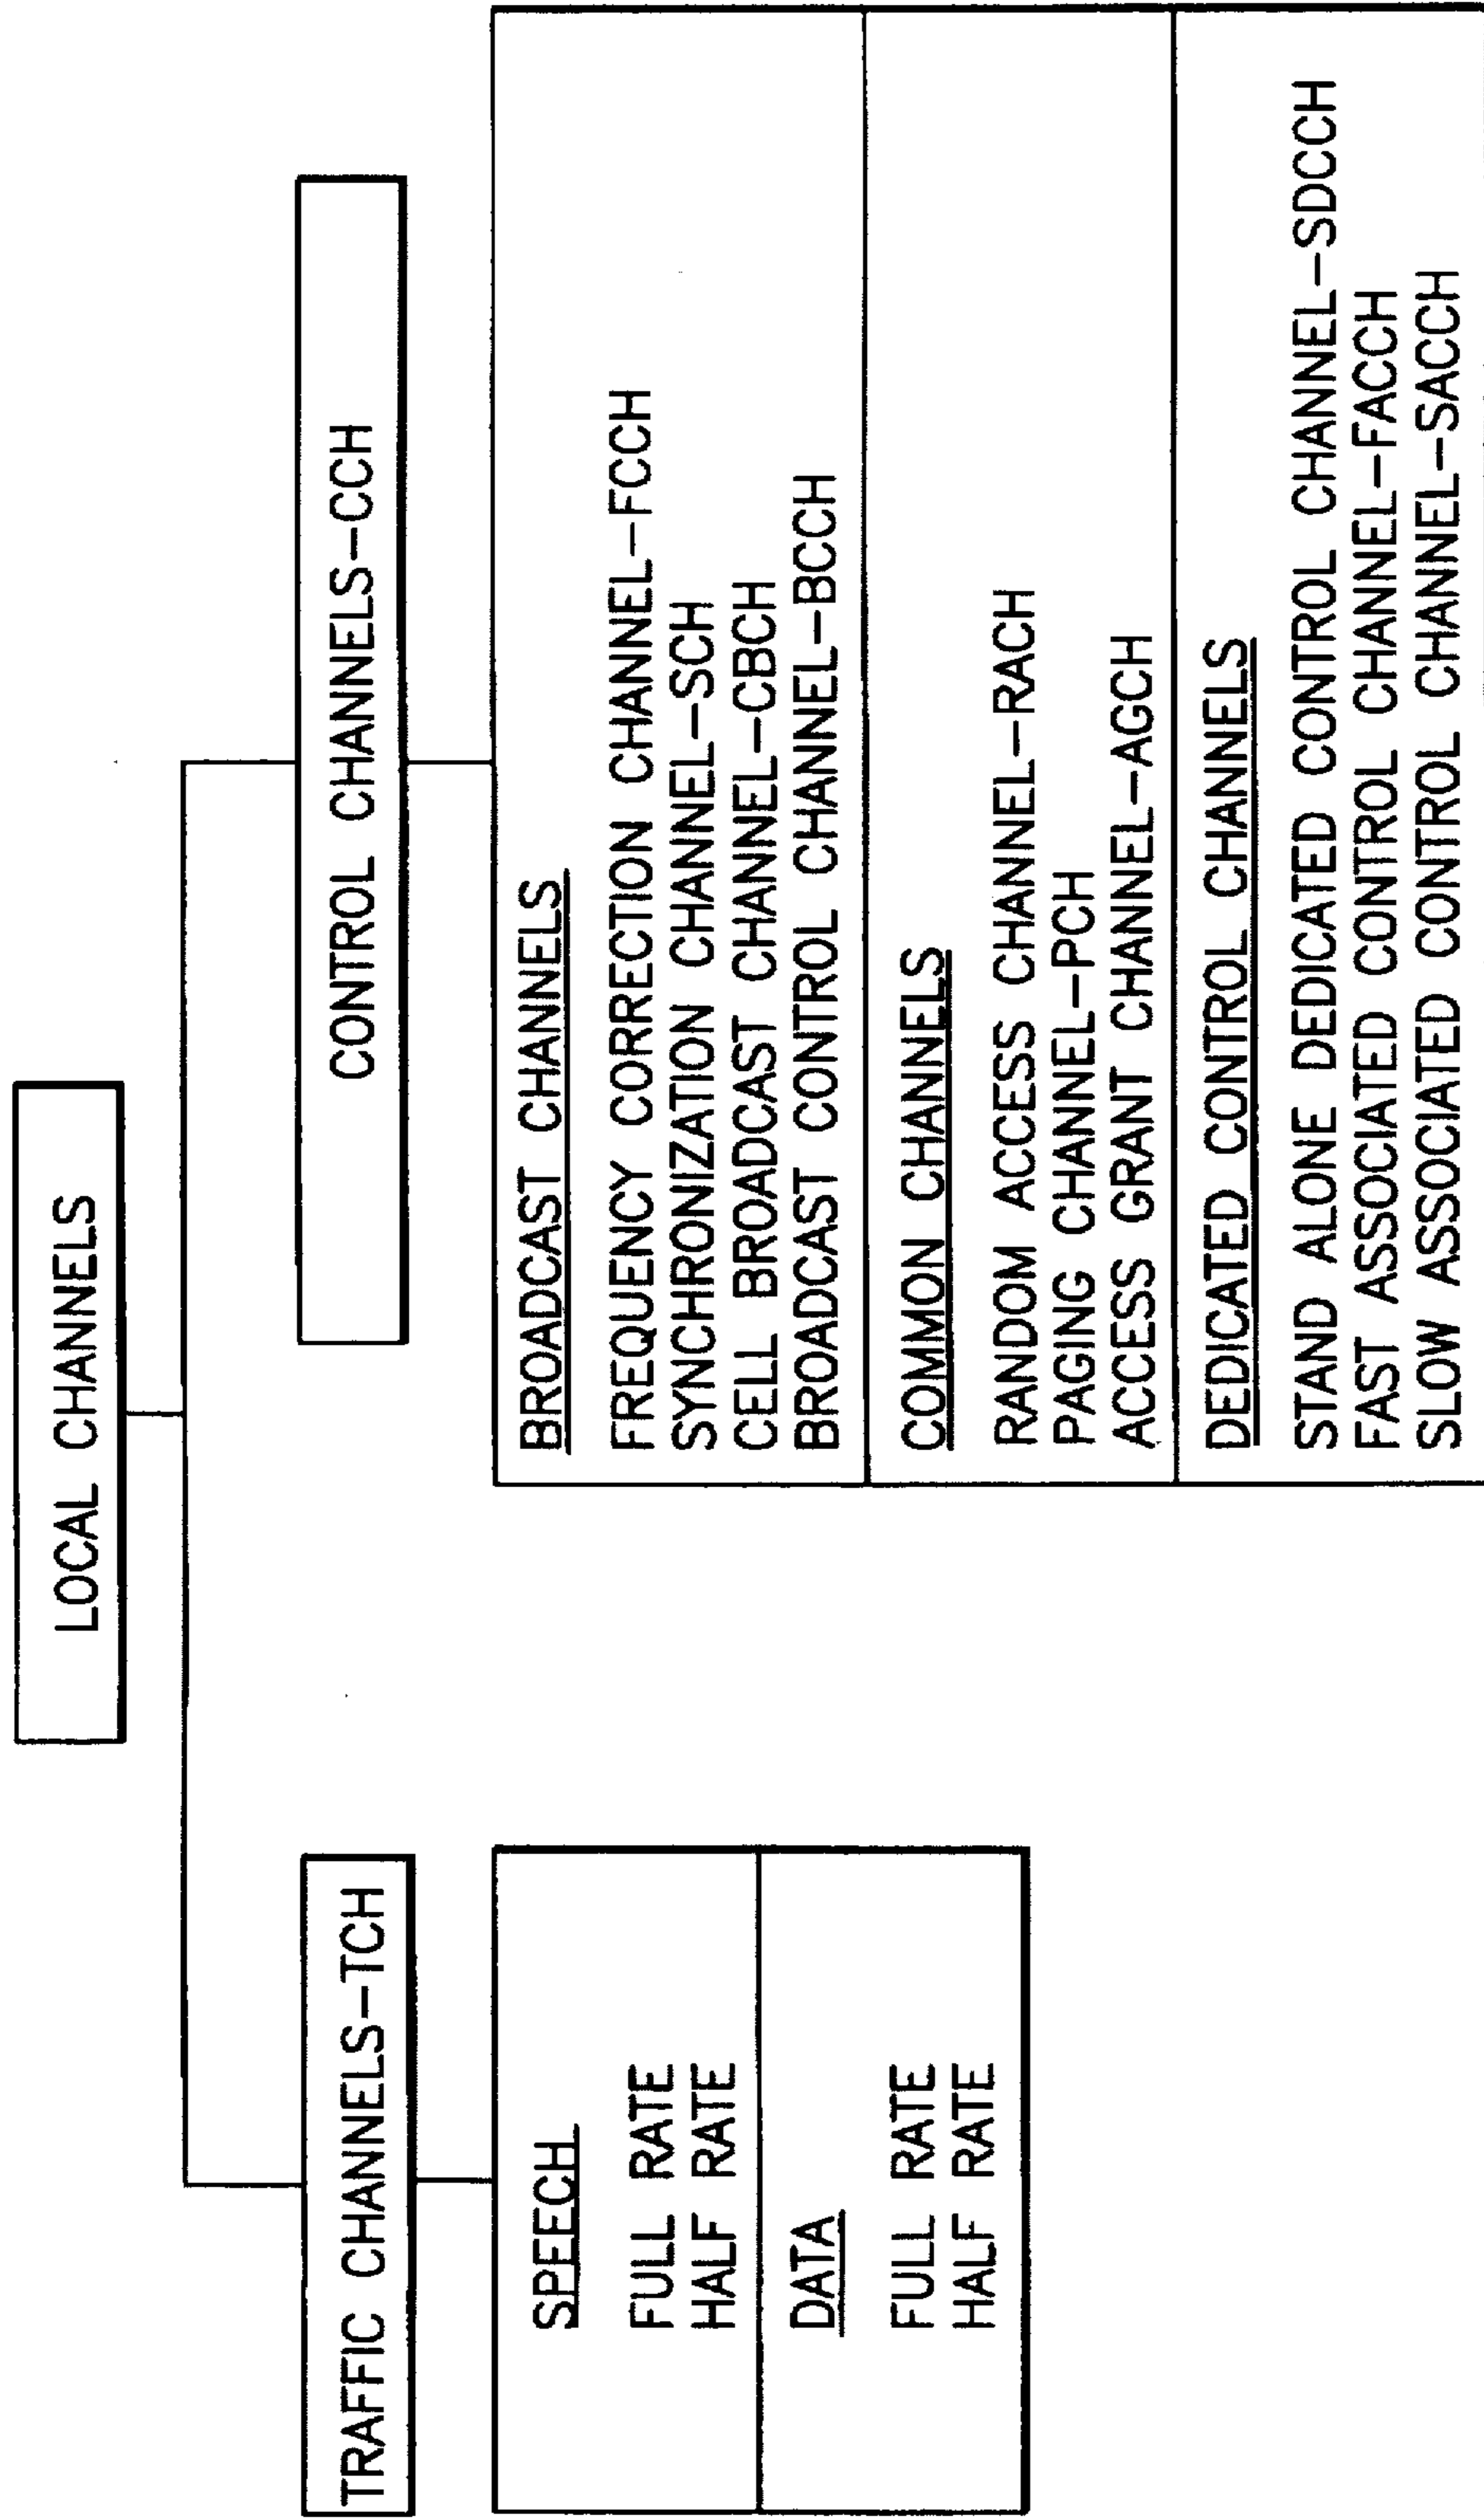 LOCAL CHANNELS
TRAFFIC CHANNELS-TCH
SPEECH
FULL RATE
HALF RATE
DATA
FULL RATE
HALF RATE
CONTROL CHANNELS-CCH
BROADCAST CHANNELS
FREQUENCY CORRECTION CHANNEL-FCCH
SYNCHRONIZATION CHANNEL-SCH
CELL BROADCAST CHANNEL-CBCH
BROADCAST CONTROL CHANNEL-BCCH
COMMON CHANNELS
RANDOM ACCESS CHANNEL-RACH
PAGING CHANNEL-PCH
ACCESS GRANT CHANNEL-AGCH
DEDICATED CONTROL CHANNELS
STAND ALONE DEDICATED CONTROL CHANNEL-SDCCH
FAST ASSOCIATED CONTROL CHANNEL-FACCH
SLOW ASSOCIATED CONTROL CHANNEL-SACCH